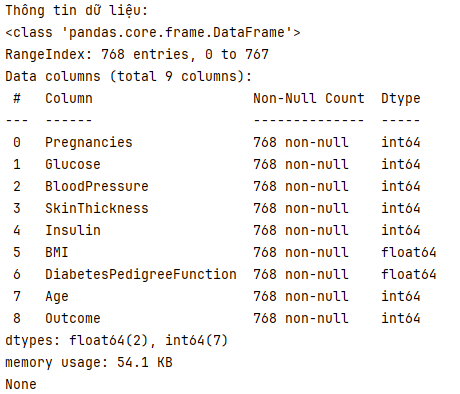 Thông tin dữ liệu:
<class 'pandas.core.frame.DataFrame'>
RangeIndex: 768 entries, 0 to 767
Data columns (total 9 columns):
 #   Column                    Non-Null Count  Dtype
---  ------                    --------------  -----
 0   Pregnancies               768 non-null    int64
 1   Glucose                   768 non-null    int64
 2   BloodPressure             768 non-null    int64
 3   SkinThickness             768 non-null    int64
 4   Insulin                   768 non-null    int64
 5   BMI                       768 non-null    float64
 6   DiabetesPedigreeFunction  768 non-null    float64
 7   Age                       768 non-null    int64
 8   Outcome                   768 non-null    int64
dtypes: float64(2), int64(7)
memory usage: 54.1 KB
None